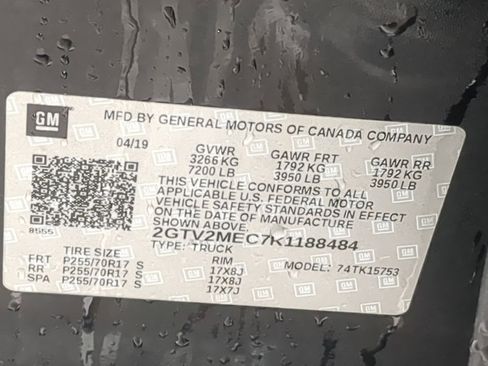 GM
MFD BY GENERAL MOTORS OF CANADA COMPANY
04/19 GVWR GAWR FRT GAWR RR
3266 KG 1792 KG 1792 KG
7200 LB 3950 LB 3950 LB
THIS VEHICLE CONFORMS TO ALL
APPLICABLE U.S. FEDERAL MOTOR
VEHICLE SAFETY STANDARDS IN EFFECT
ON THE DATE OF MANUFACTURE
SHOWN ABOVE.
8555 2GTV2MEC7K1188484
TYPE: TRUCK
TIRE SIZE RIM MODEL: 74TK15753
FRT P255/70R17 S 17X8J
RR P255/70R17 S 17X8J
SPA P255/70R17 S 17X7J